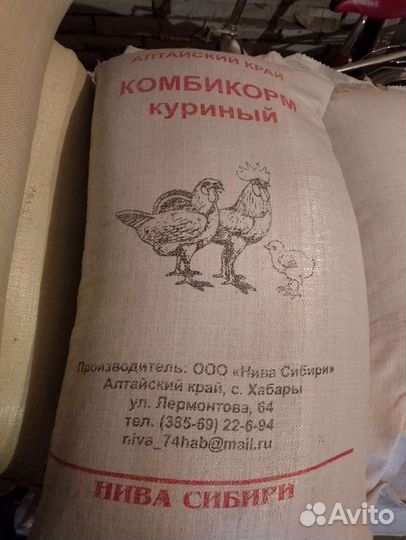 АЛТАЙСКИЙ КРАЙ
КОМБИКОРМ
куриный
Производитель: ООО «Нива Сибири»
Алтайский край, с. Хабары
ул. Лермонтова, 64
тел. (385-69) 22-6-94
niva_74hab@mail.ru
НИВА СИБИРИ
Avito